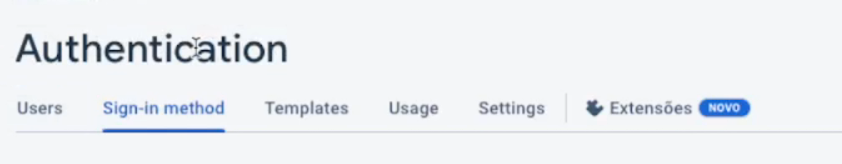 Authentication
Users Sign-in method Templates Usage Settings Extensões NOVO